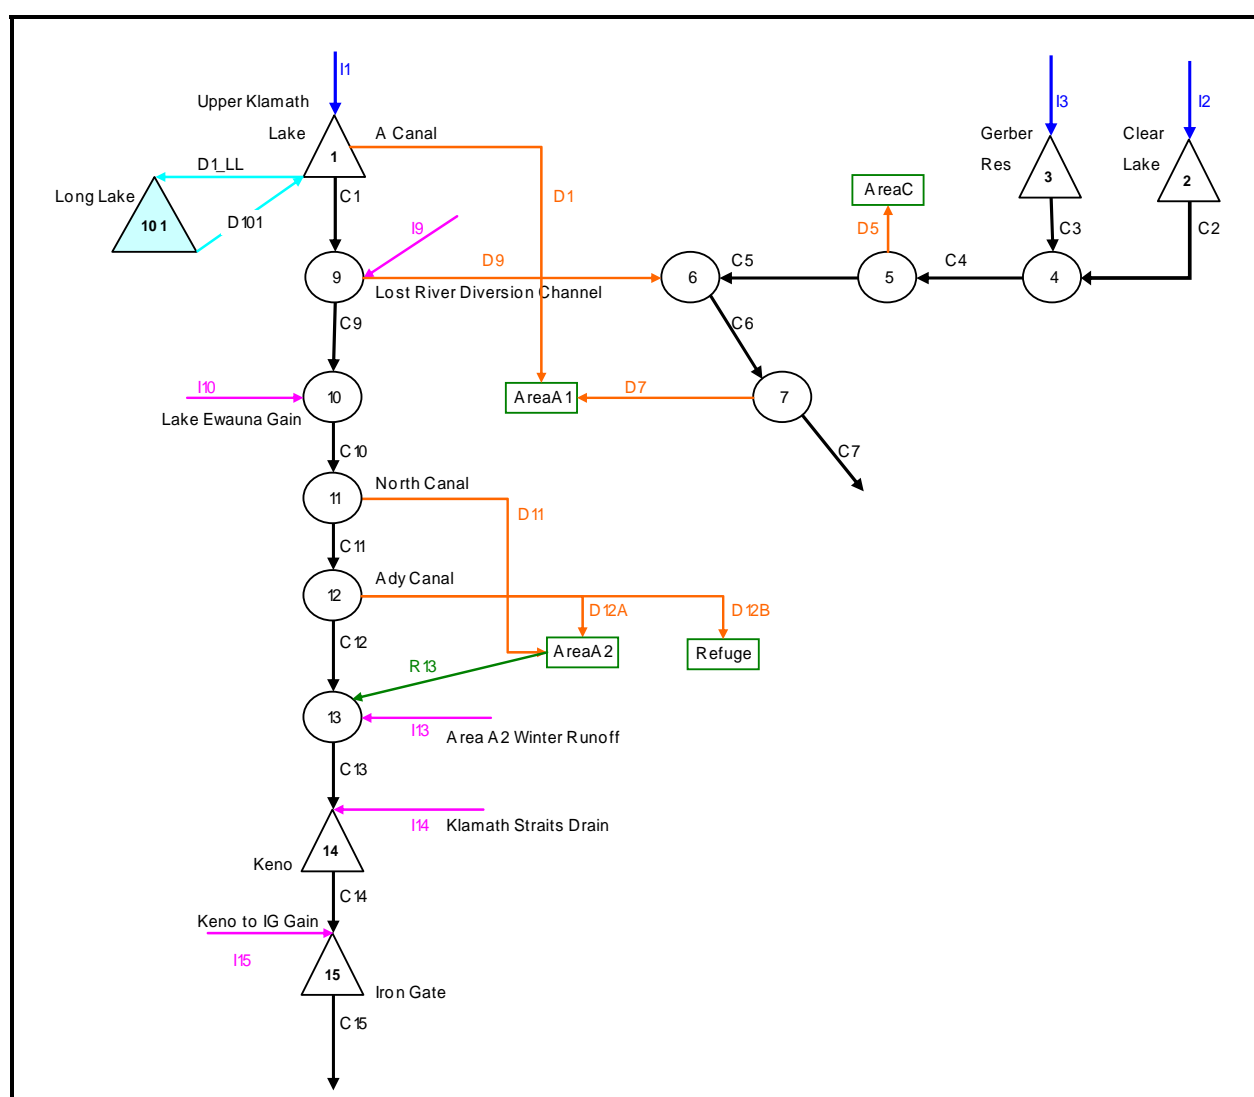 I1
I3
I2
Upper Klamath
Lake
A Canal
Gerber
Res
Clear
Lake
1
3
2
D1_LL
Long Lake
101
D101
C1
D1
AreaC
D5
C3
C2
I9
9
D9
Lost River Diversion Channel
6
C5
5
C4
4
C9
C6
I10
Lake Ewauna Gain
10
AreaA1
D7
7
C10
C7
North Canal
11
D11
C11
Ady Canal
12
D12A
D12B
C12
AreaA2
Refuge
R13
13
I13
Area A2 Winter Runoff
C13
I14
Klamath Straits Drain
14
Keno
C14
Keno to IG Gain
I15
15
Iron Gate
C15